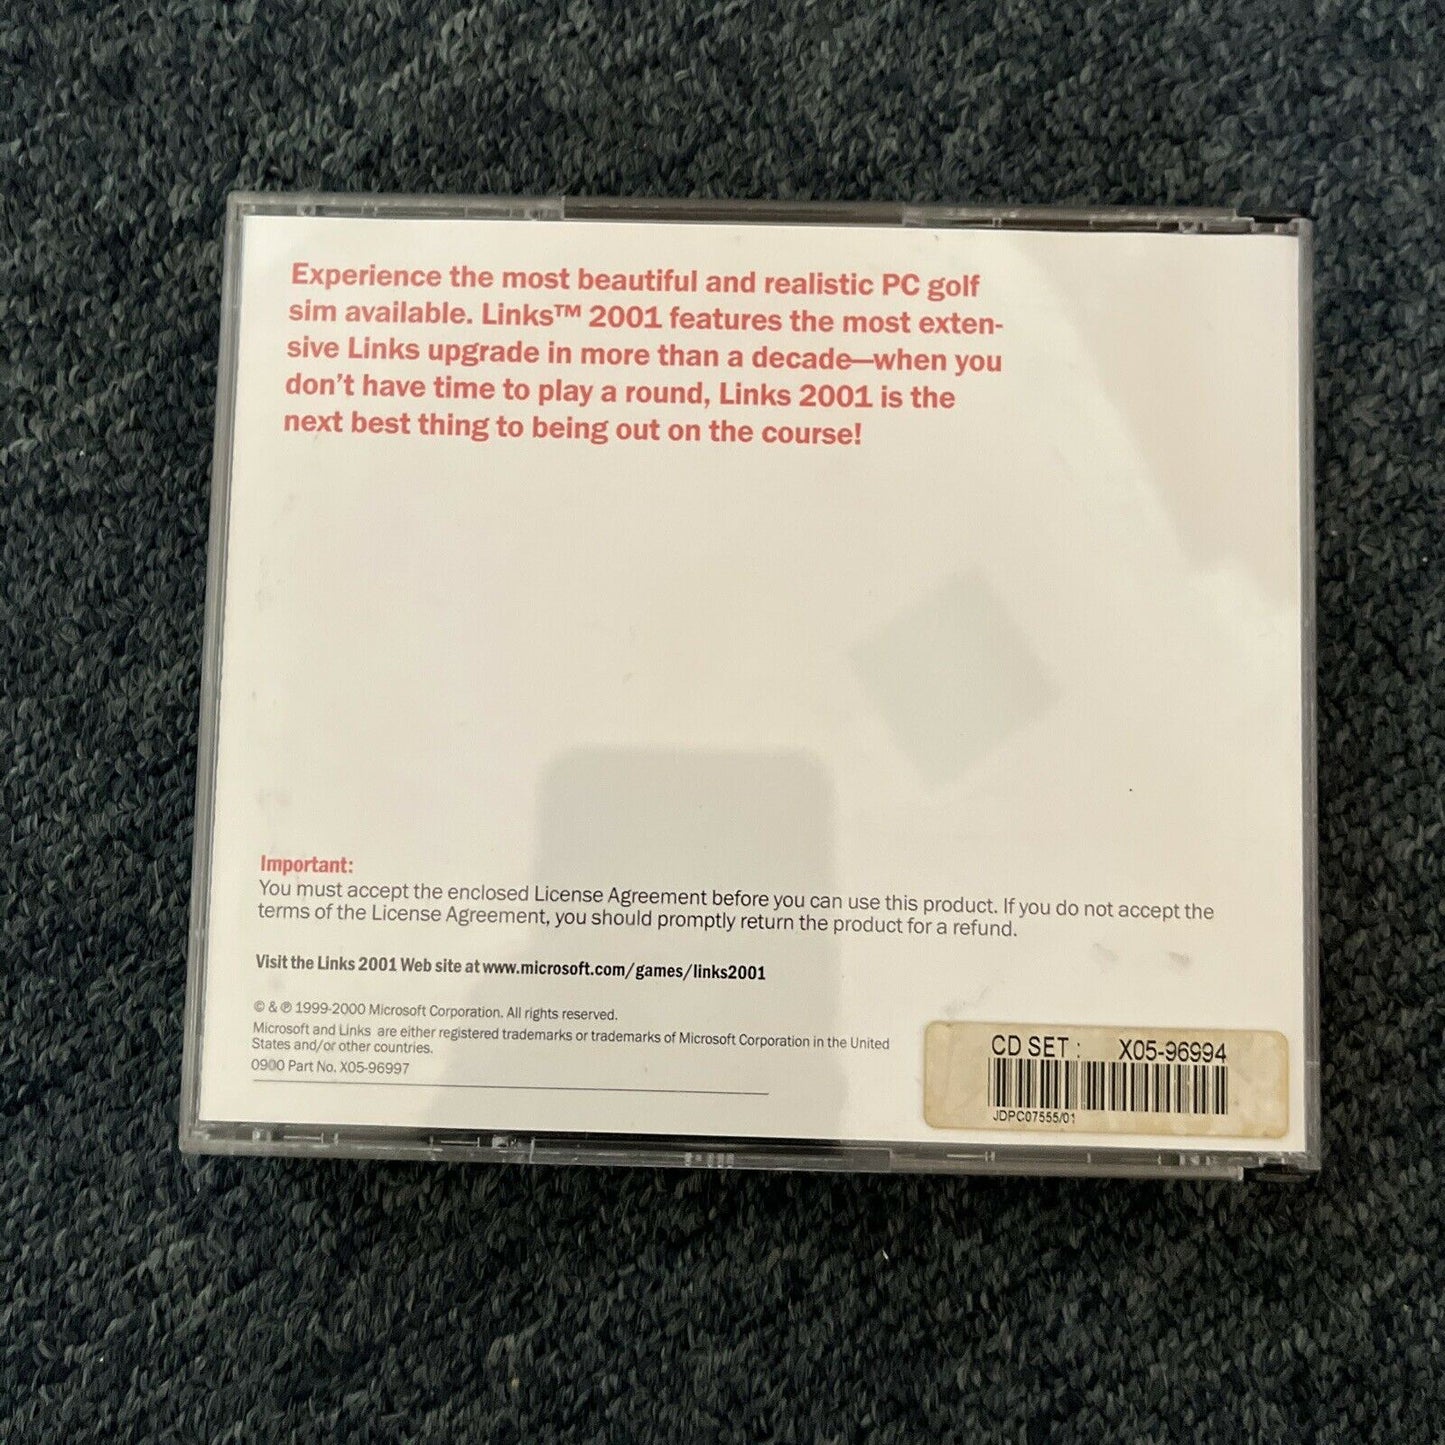 Experience the most beautiful and realistic PC golf
sim available. Links™ 2001 features the most exten-
sive Links upgrade in more than a decade—when you
don't have time to play a round, Links 2001 is the
next best thing to being out on the course!
Important:
You must accept the enclosed License Agreement before you can use this product. If you do not accept the
terms of the License Agreement, you should promptly return the product for a refund.
Visit the Links 2001 Web site at www.microsoft.com/games/links2001
© & ℗ 1999-2000 Microsoft Corporation. All rights reserved.
Microsoft and Links are either registered trademarks or trademarks of Microsoft Corporation in the United
States and/or other countries.
0900 Part No. X05-96997
CD SET : X05-96994
JDPC07555/01